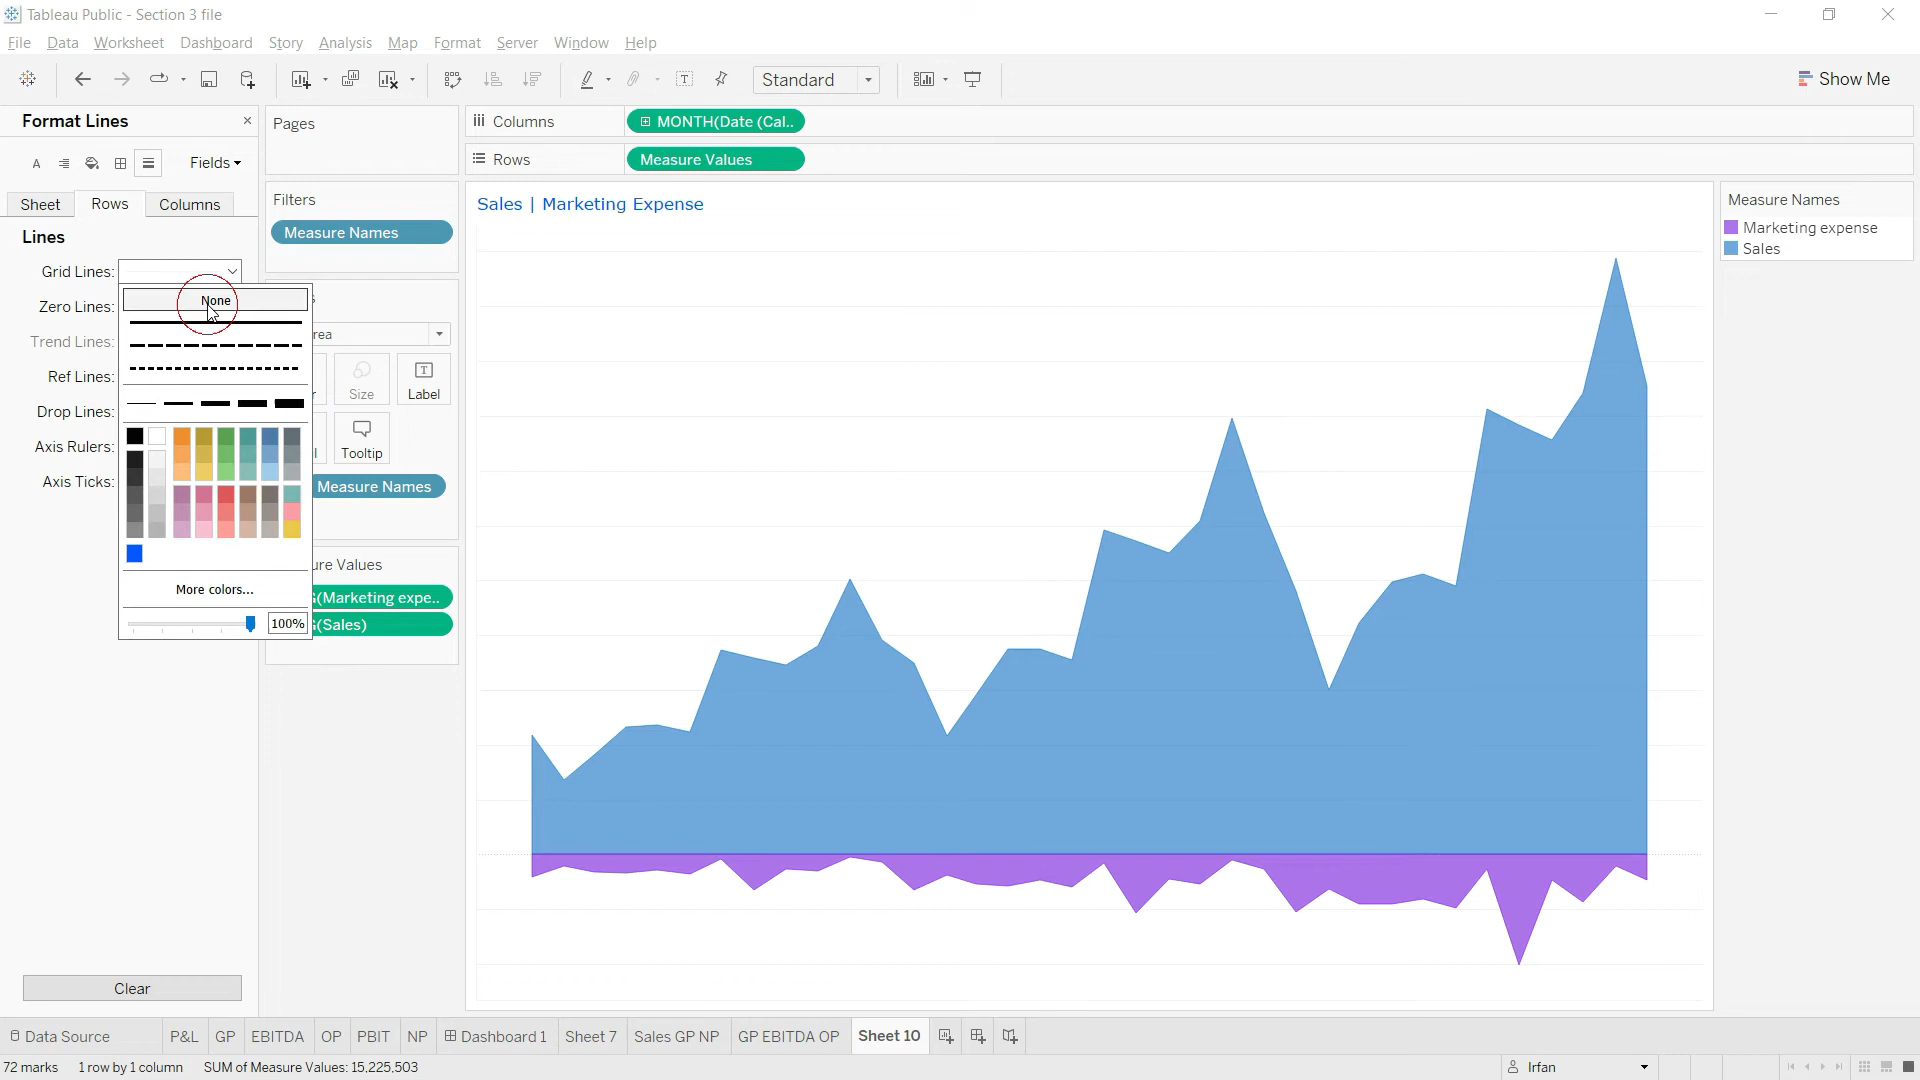 Tableau Public - Section 3 file
File Data Worksheet Dashboard Story Analysis Map Format Server Window Help
Standard
Show Me
Format Lines
Fields
Sheet Rows Columns
Lines
Grid Lines:
None
Zero Lines:
Trend Lines:
Ref Lines:
Drop Lines:
Axis Rulers:
Axis Ticks:
More colors...
100%
Clear
Pages
Filters
Measure Names
Size
Label
Tooltip
Measure Names
ure Values
(Marketing expe..
(Sales)
Columns
MONTH(Date (Cal..
Rows
Measure Values
Sales | Marketing Expense
Measure Names
Marketing expense
Sales
Data Source P&L GP EBITDA OP PBIT NP Dashboard 1 Sheet 7 Sales GP NP GP EBITDA OP Sheet 10
72 marks 1 row by 1 column SUM of Measure Values: 15,225,503
Irfan